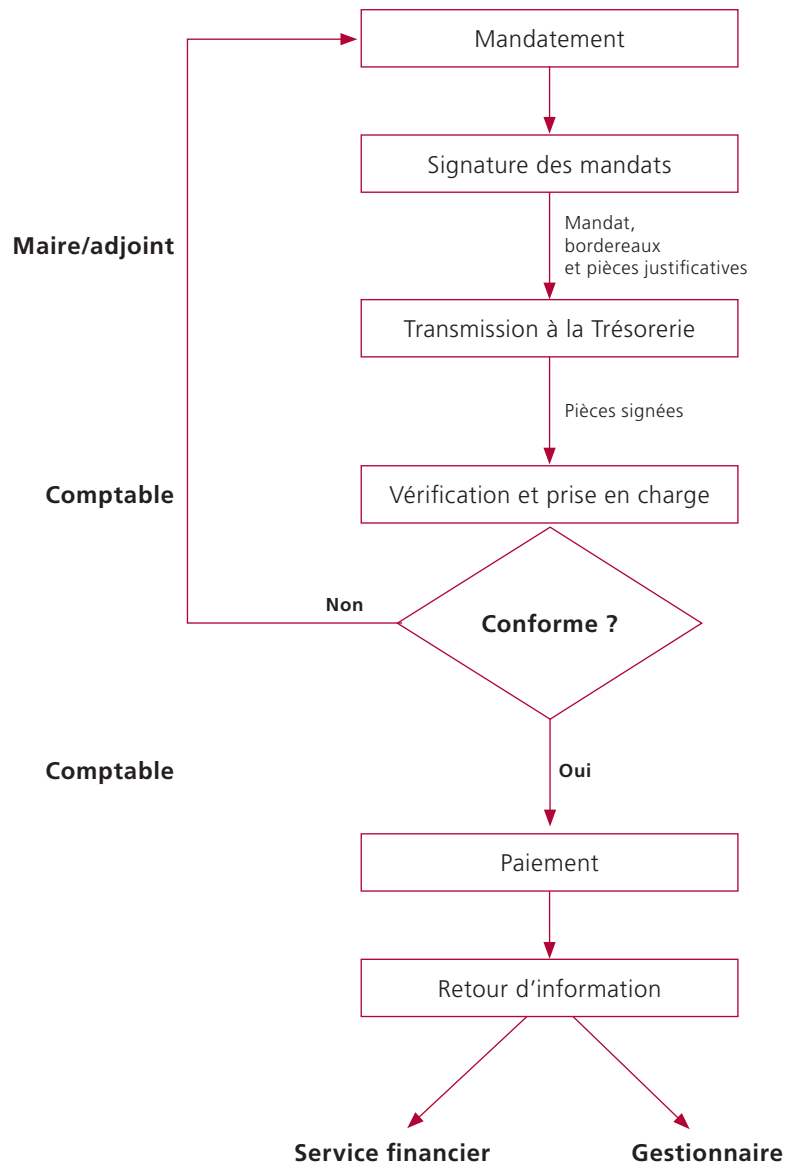 Mandatement
Signature des mandats
Maire/adjoint
Mandat,
bordereaux
et pièces justificatives
Transmission à la Trésorerie
Pièces signées
Comptable
Vérification et prise en charge
Non
Conforme ?
Comptable
Oui
Paiement
Retour d’information
Service financier
Gestionnaire